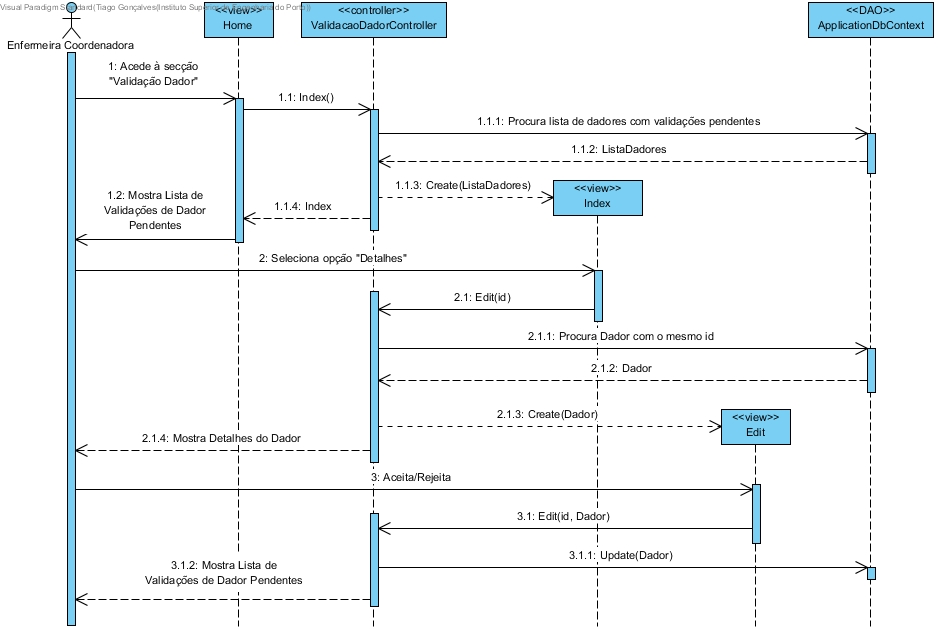 Visual Paradigm Standard(Tiago Gonçalves(Instituto Superior de Engenharia do Porto))
<<view>>
Home
<<controller>>
ValidacaoDadorController
<<DAO>>
ApplicationDbContext
Enfermeira Coordenadora
1: Acede à secção
"Validação Dador"
1.1: Index()
1.1.1: Procura lista de dadores com validações pendentes
1.1.2: ListaDadores
1.1.3: Create(ListaDadores)
<<view>>
Index
1.2: Mostra Lista de
Validações de Dador
Pendentes
1.1.4: Index
2: Seleciona opção "Detalhes"
2.1: Edit(id)
2.1.1: Procura Dador com o mesmo id
2.1.2: Dador
2.1.3: Create(Dador)
<<view>>
Edit
2.1.4: Mostra Detalhes do Dador
3: Aceita/Rejeita
3.1: Edit(id, Dador)
3.1.1: Update(Dador)
3.1.2: Mostra Lista de
Validações de Dador Pendentes